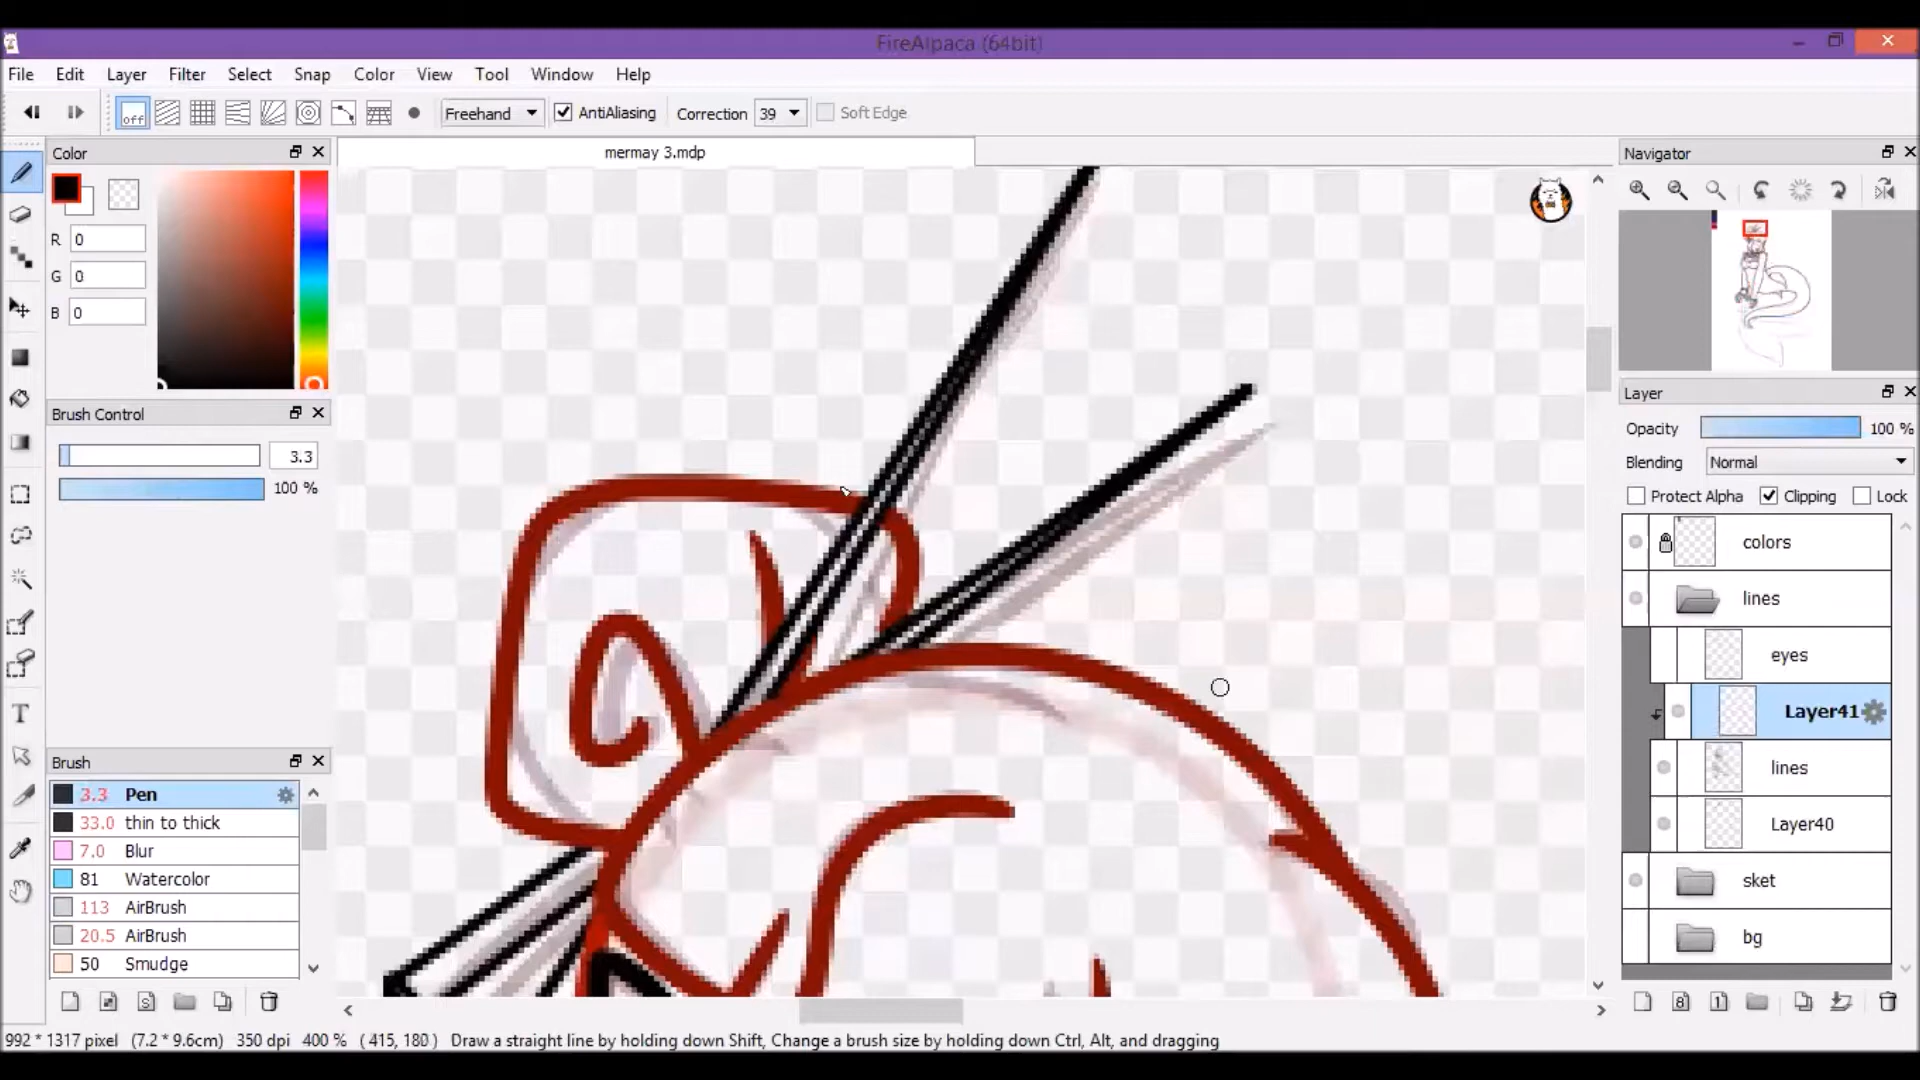 FireAlpaca (64bit)
File Edit Layer Filter Select Snap Color View Tool Window Help
off Freehand AntiAliasing Correction 39 Soft Edge
Color
mermay 3.mdp
Navigator
R 0
G 0
B 0
Brush Control
3.3
100 %
Layer
Opacity 100 %
Blending Normal
Protect Alpha Clipping Lock
colors
lines
eyes
Layer41
lines
Layer40
sket
bg
Brush
3.3 Pen
33.0 thin to thick
7.0 Blur
81 Watercolor
113 AirBrush
20.5 AirBrush
50 Smudge
T
S
8
1
992 * 1317 pixel (7.2 * 9.6cm) 350 dpi 400 % ( 415, 180 ) Draw a straight line by holding down Shift, Change a brush size by holding down Ctrl, Alt, and dragging